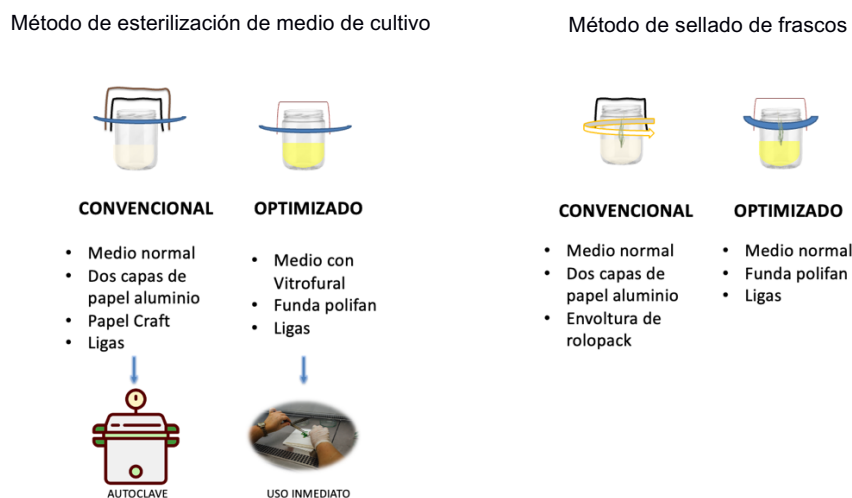 Método de esterilización de medio de cultivo
CONVENCIONAL
• Medio normal
• Dos capas de
papel aluminio
• Papel Craft
• Ligas
AUTOCLAVE
OPTIMIZADO
• Medio con
Vitrofural
• Funda polifan
• Ligas
USO INMEDIATO
Método de sellado de frascos
CONVENCIONAL
• Medio normal
• Dos capas de
papel aluminio
• Envoltura de
rolopack
OPTIMIZADO
• Medio normal
• Funda polifan
• Ligas